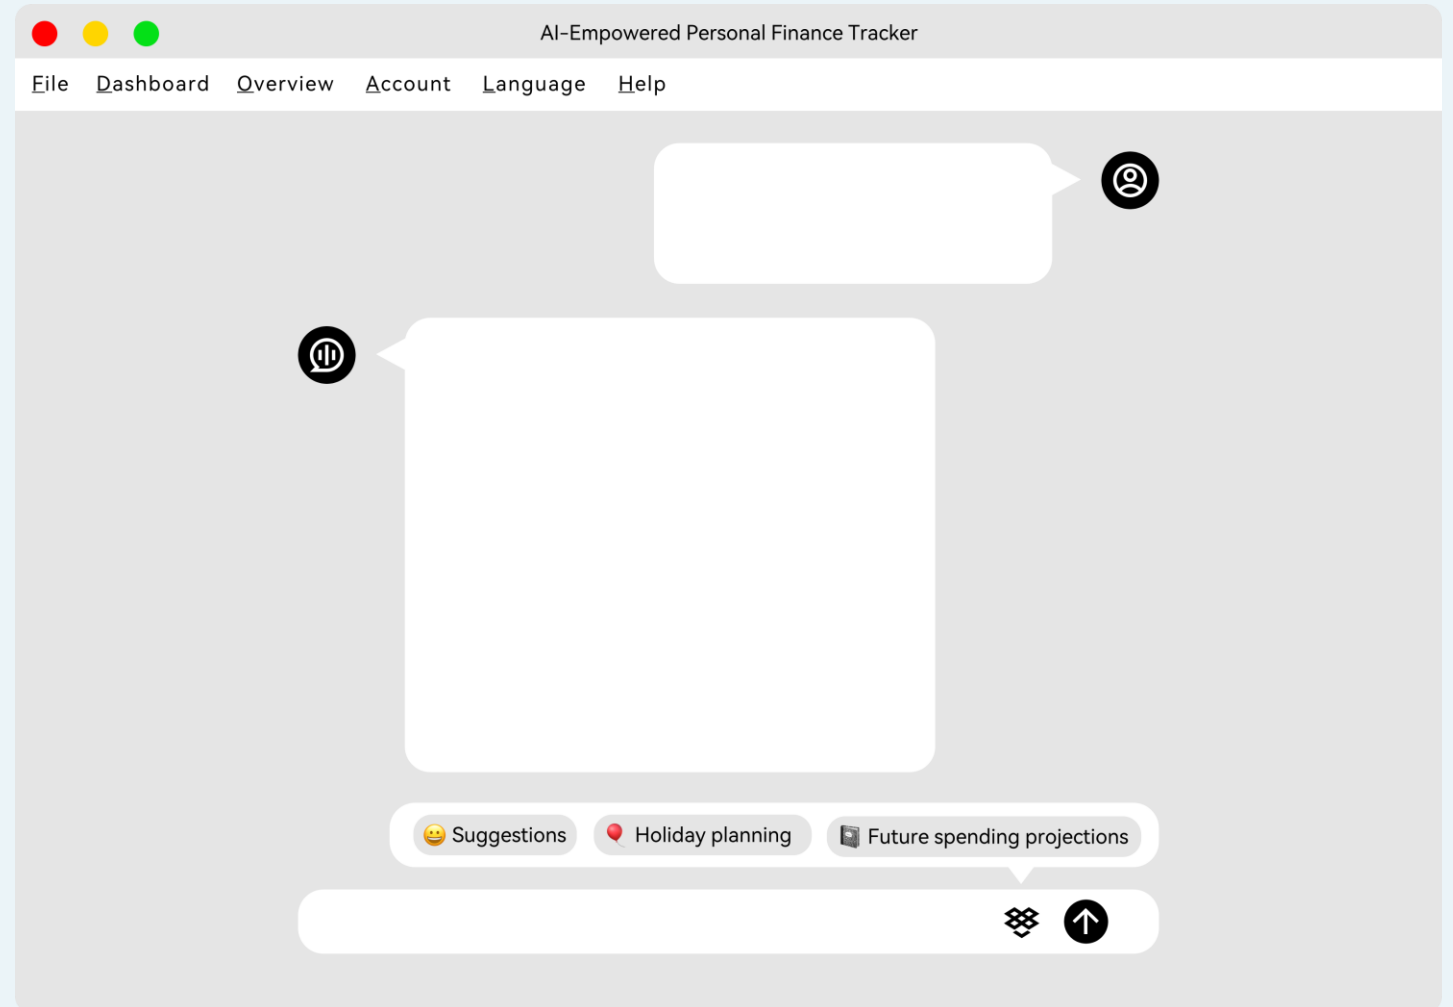 AI-Empowered Personal Finance Tracker
File Dashboard Overview Account Language Help
😀 Suggestions 🎈 Holiday planning 📓 Future spending projections